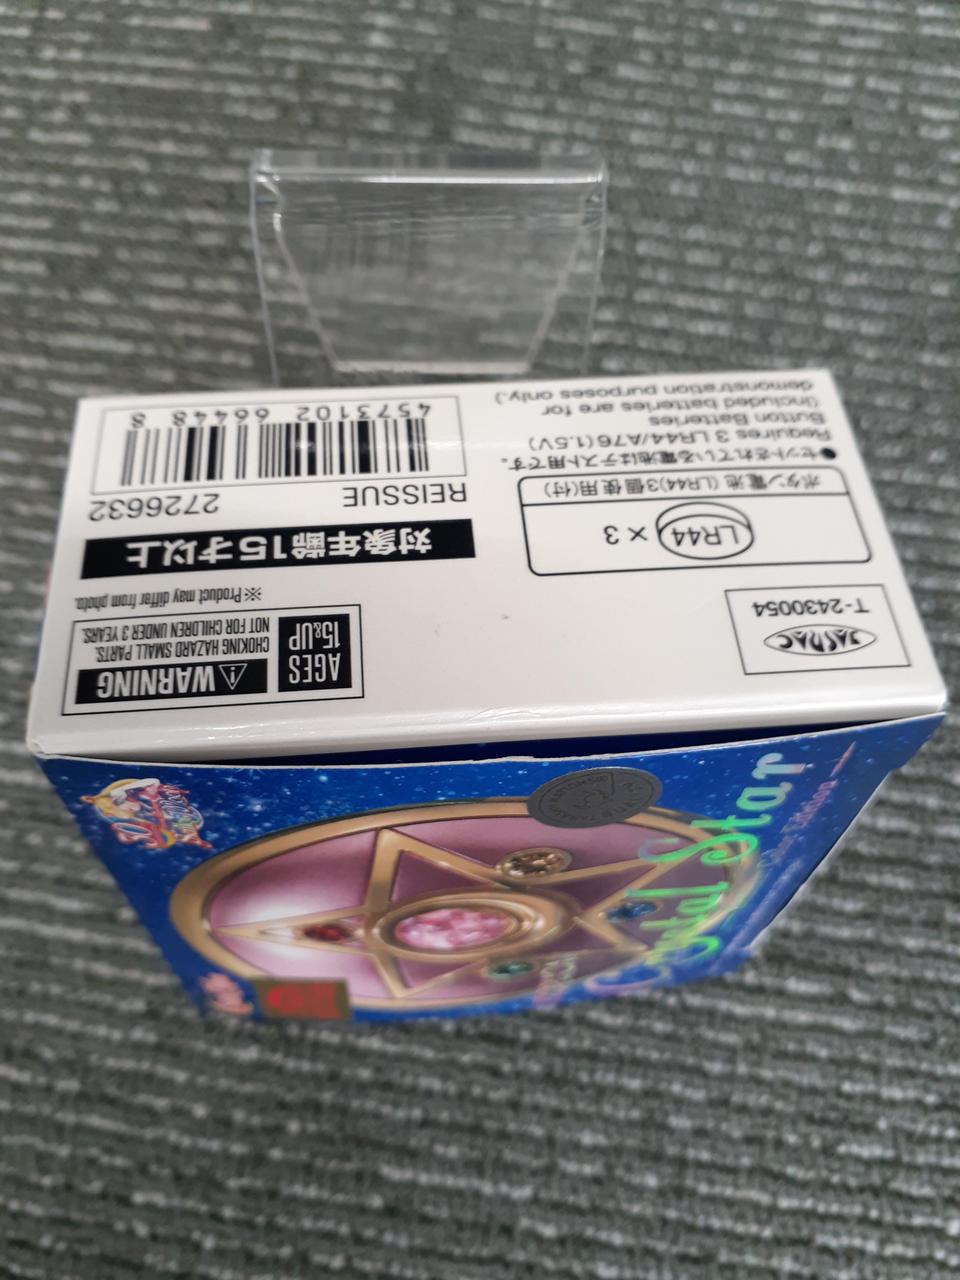 T-2430054
JASRAC
LR44 × 3
ボタン電池 (LR44)3個使用(付)
●セットされている電池はテスト用です。
Requires 3 LR44/A76(1.5V)
Button Batteries
(included batteries are for
demonstration purposes only.)
AGES
15&UP
WARNING
CHOKING HAZARD SMALL PARTS.
NOT FOR CHILDREN UNDER 3 YEARS.
※Product may differ from photo.
対象年齢15才以上
REISSUE 2726632
4573102 66448 8
Crystal Star